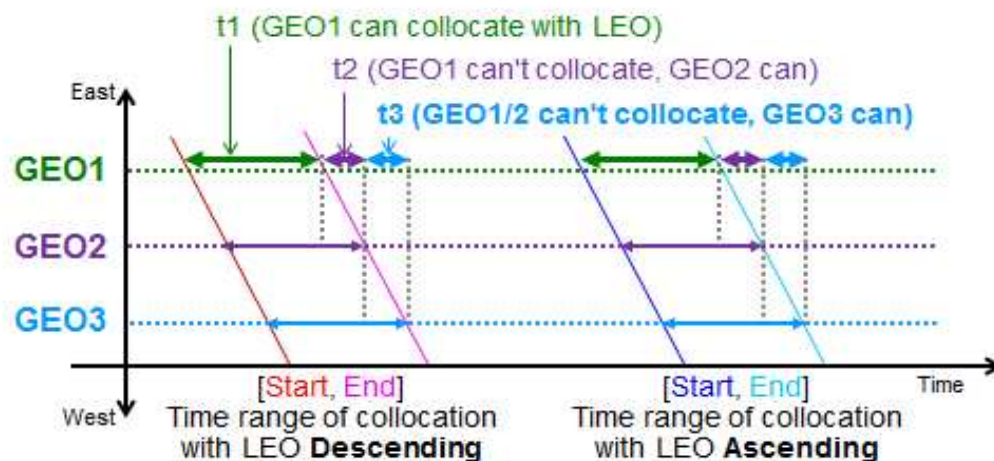 t1 (GEO1 can collocate with LEO)
t2 (GEO1 can't collocate, GEO2 can)
t3 (GEO1/2 can't collocate, GEO3 can)
East
GEO1
GEO2
GEO3
West
Time
[Start, End]
Time range of collocation
with LEO Descending
[Start, End]
Time range of collocation
with LEO Ascending